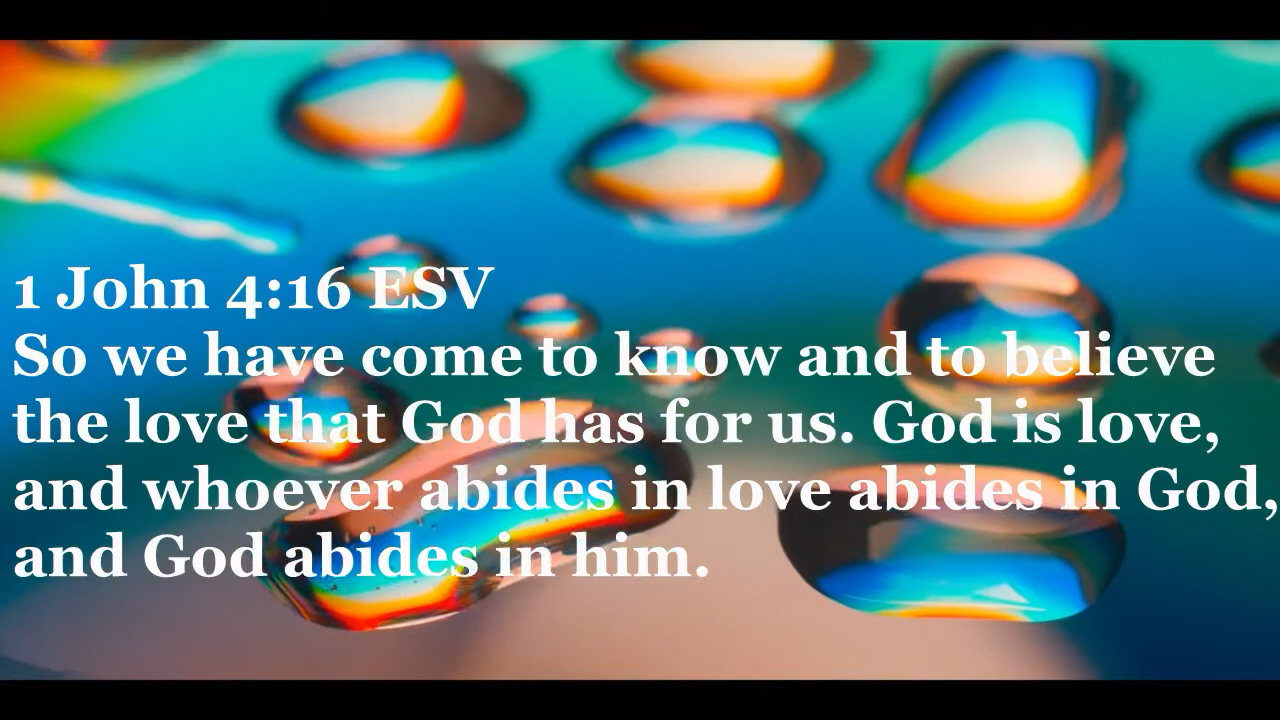 1 John 4:16 ESV
So we have come to know and to believe
the love that God has for us. God is love,
and whoever abides in love abides in God,
and God abides in him.